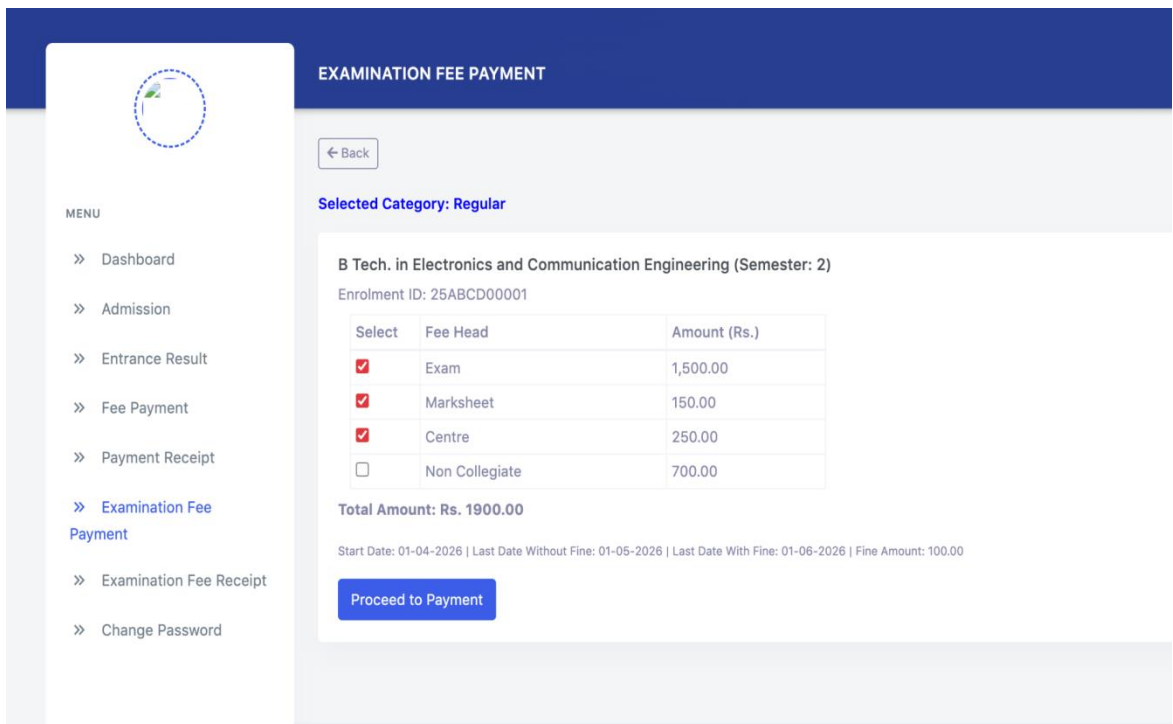 EXAMINATION FEE PAYMENT
← Back
Selected Category: Regular
MENU
» Dashboard
» Admission
» Entrance Result
» Fee Payment
» Payment Receipt
» Examination Fee
Payment
» Examination Fee Receipt
» Change Password
B Tech. in Electronics and Communication Engineering (Semester: 2)
Enrolment ID: 25ABCD00001
Select Fee Head Amount (Rs.)
Exam 1,500.00
Marksheet 150.00
Centre 250.00
Non Collegiate 700.00
Total Amount: Rs. 1900.00
Start Date: 01-04-2026 | Last Date Without Fine: 01-05-2026 | Last Date With Fine: 01-06-2026 | Fine Amount: 100.00
Proceed to Payment